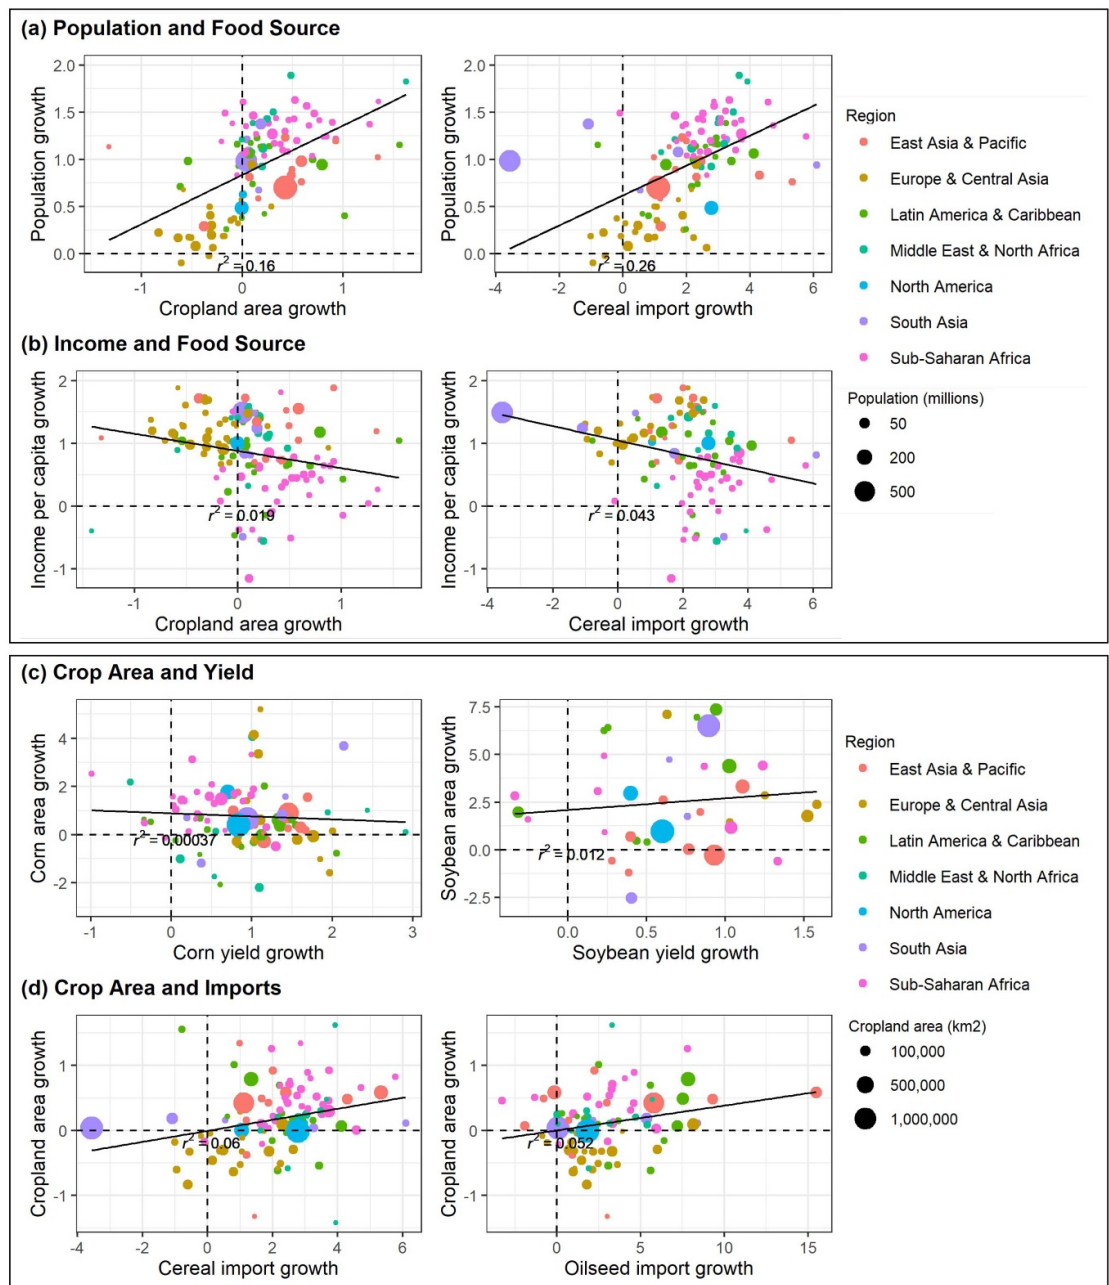 (a) Population and Food Source
Population growth
2.0
1.5
1.0
0.5
0.0
r² = 0.16
-1
0
1
Cropland area growth
2.0
1.5
1.0
0.5
0.0
r² = 0.26
-4
-2
0
2
4
6
Cereal import growth
(b) Income and Food Source
Income per capita growth
2
1
0
-1
r² = 0.019
-1
0
1
Cropland area growth
2
1
0
-1
r² = 0.043
-4
-2
0
2
4
6
Cereal import growth
Region
East Asia & Pacific
Europe & Central Asia
Latin America & Caribbean
Middle East & North Africa
North America
South Asia
Sub-Saharan Africa
Population (millions)
50
200
500
(c) Crop Area and Yield
Corn area growth
4
2
0
-2
r² = 0.00037
-1
0
1
2
3
Corn yield growth
Soybean area growth
7.5
5.0
2.5
0.0
-2.5
r² = 0.012
0.0
0.5
1.0
1.5
Soybean yield growth
(d) Crop Area and Imports
Cropland area growth
1
0
-1
r² = 0.06
-4
-2
0
2
4
6
Cereal import growth
Cropland area growth
1
0
-1
r² = 0.052
0
5
10
15
Oilseed import growth
Region
East Asia & Pacific
Europe & Central Asia
Latin America & Caribbean
Middle East & North Africa
North America
South Asia
Sub-Saharan Africa
Cropland area (km2)
100,000
500,000
1,000,000